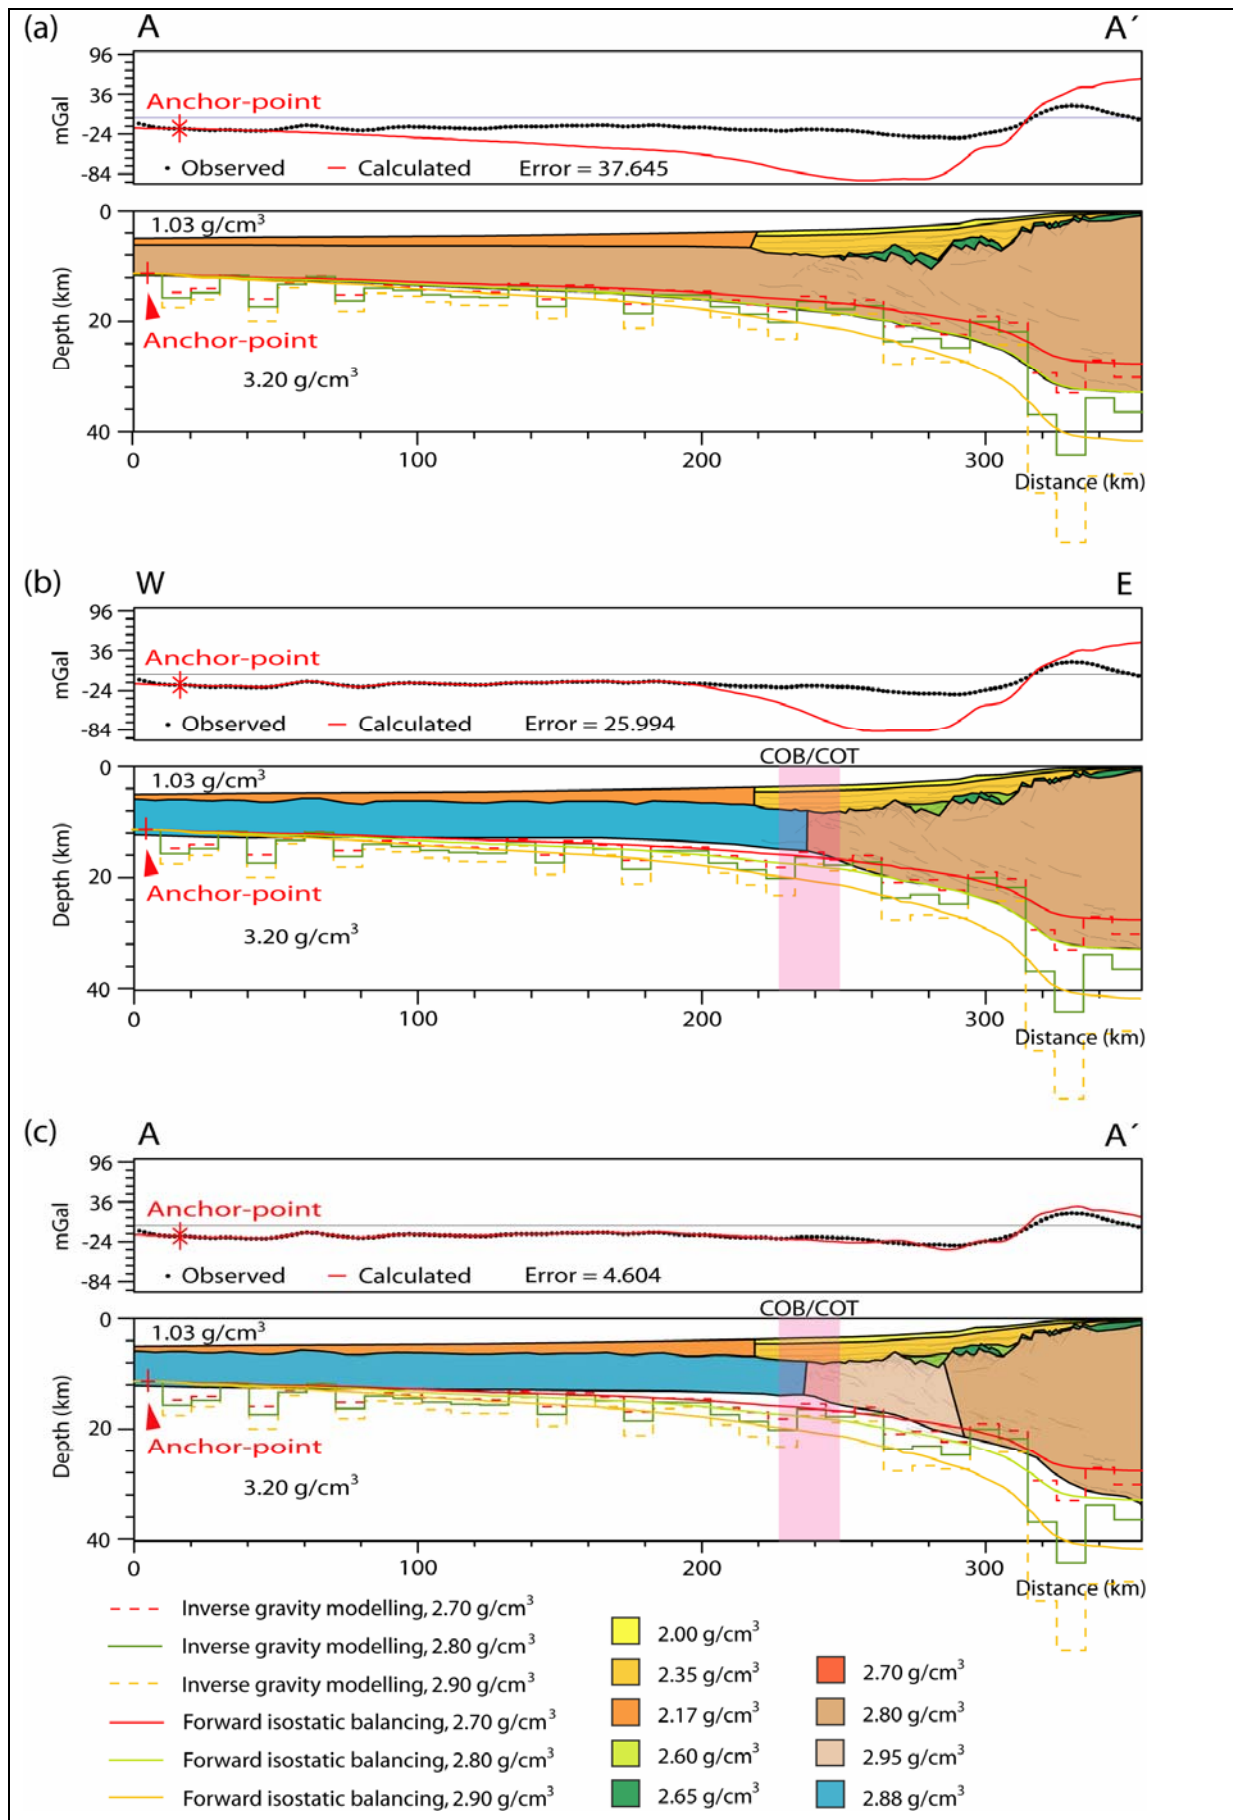 (a) A A´
96
36
-24
-84
mGal
Anchor-point
• Observed — Calculated Error = 37.645
0
20
40
Depth (km)
1.03 g/cm³
Anchor-point
3.20 g/cm³
0 100 200 300
Distance (km)
(b) W E
96
36
-24
-84
mGal
Anchor-point
• Observed — Calculated Error = 25.994
COB/COT
0
20
40
Depth (km)
1.03 g/cm³
Anchor-point
3.20 g/cm³
0 100 200 300
Distance (km)
(c) A A´
96
36
-24
-84
mGal
Anchor-point
• Observed — Calculated Error = 4.604
COB/COT
0
20
40
Depth (km)
1.03 g/cm³
Anchor-point
3.20 g/cm³
0 100 200 300
Distance (km)
Inverse gravity modelling, 2.70 g/cm³
Inverse gravity modelling, 2.80 g/cm³
Inverse gravity modelling, 2.90 g/cm³
Forward isostatic balancing, 2.70 g/cm³
Forward isostatic balancing, 2.80 g/cm³
Forward isostatic balancing, 2.90 g/cm³
2.00 g/cm³
2.35 g/cm³
2.17 g/cm³
2.60 g/cm³
2.65 g/cm³
2.70 g/cm³
2.80 g/cm³
2.95 g/cm³
2.88 g/cm³